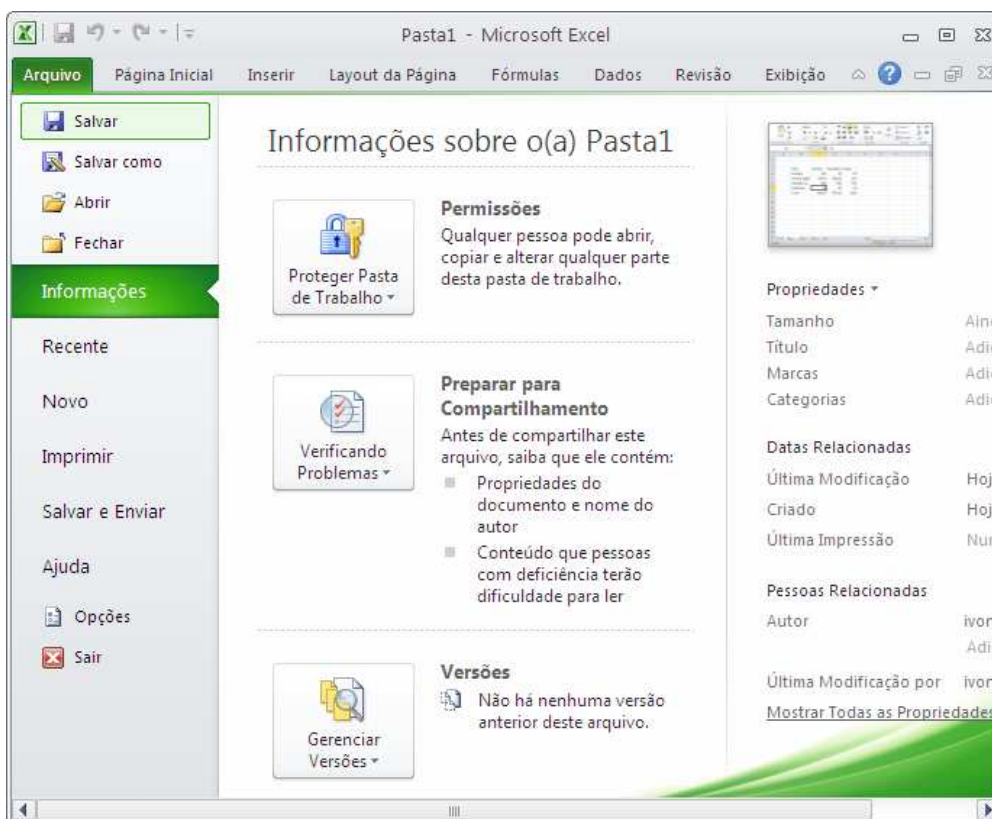 Pasta1 - Microsoft Excel
Arquivo Página Inicial Inserir Layout da Página Fórmulas Dados Revisão Exibição
Salvar
Salvar como
Abrir
Fechar
Informações
Recente
Novo
Imprimir
Salvar e Enviar
Ajuda
Opções
Sair
Informações sobre o(a) Pasta1
Proteger Pasta
de Trabalho
Permissões
Qualquer pessoa pode abrir,
copiar e alterar qualquer parte
desta pasta de trabalho.
Verificando
Problemas
Preparar para
Compartilhamento
Antes de compartilhar este
arquivo, saiba que ele contém:
Propriedades do
documento e nome do
autor
Conteúdo que pessoas
com deficiência terão
dificuldade para ler
Gerenciar
Versões
Versões
Não há nenhuma versão
anterior deste arquivo.
Propriedades
Tamanho
Título
Marcas
Categorias
Datas Relacionadas
Última Modificação
Criado
Última Impressão
Pessoas Relacionadas
Autor
Última Modificação por
Mostrar Todas as Propriedades